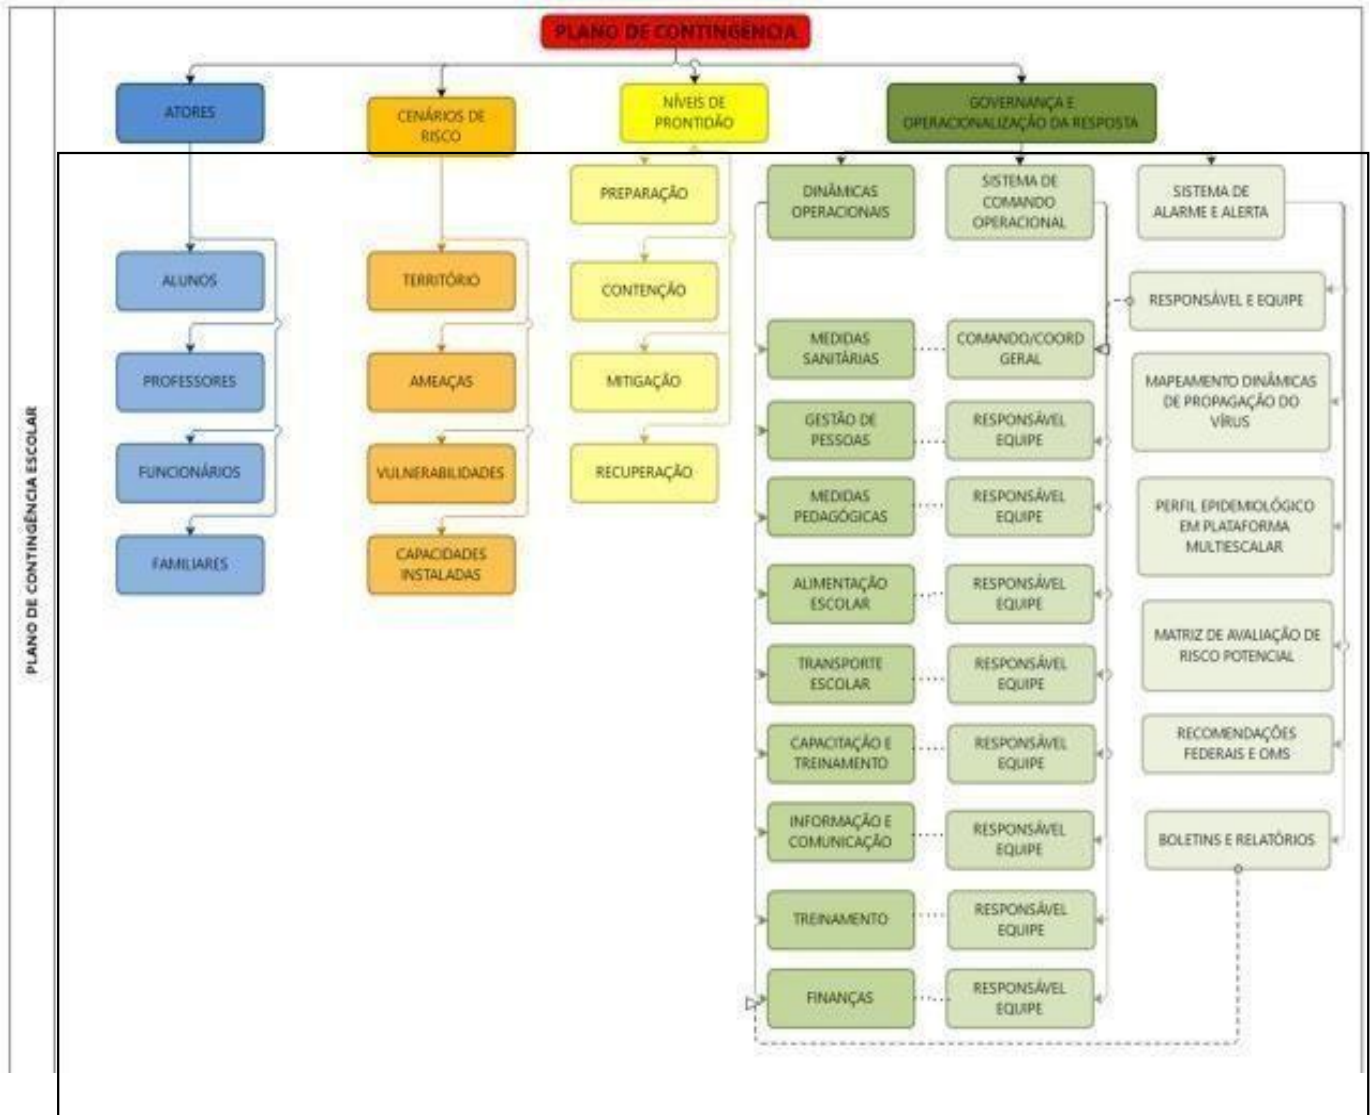 PLANO DE CONTINGÊNCIA ESCOLAR
PLANO DE CONTINGÊNCIA
ATORES
ALUNOS
PROFESSORES
FUNCIONÁRIOS
FAMILIARES
CENÁRIOS DE
RISCO
TERRITÓRIO
AMEAÇAS
VULNERABILIDADES
CAPACIDADES
INSTALADAS
NÍVEIS DE
PRONTIDÃO
PREPARAÇÃO
CONTENÇÃO
MITIGAÇÃO
RECUPERAÇÃO
GOVERNANÇA E
OPERACIONALIZAÇÃO DA RESPOSTA
DINÂMICAS
OPERACIONAIS
MEDIDAS
SANITÁRIAS
GESTÃO DE
PESSOAS
MEDIDAS
PEDAGÓGICAS
ALIMENTAÇÃO
ESCOLAR
TRANSPORTE
ESCOLAR
CAPACITAÇÃO E
TREINAMENTO
INFORMAÇÃO E
COMUNICAÇÃO
TREINAMENTO
FINANÇAS
SISTEMA DE
COMANDO
OPERACIONAL
COMANDO/COORD
GERAL
RESPONSÁVEL
EQUIPE
RESPONSÁVEL
EQUIPE
RESPONSÁVEL
EQUIPE
RESPONSÁVEL
EQUIPE
RESPONSÁVEL
EQUIPE
RESPONSÁVEL
EQUIPE
RESPONSÁVEL
EQUIPE
RESPONSÁVEL
EQUIPE
SISTEMA DE
ALARME E ALERTA
RESPONSÁVEL E EQUIPE
MAPEAMENTO DINÂMICAS
DE PROPAGAÇÃO DO
VÍRUS
PERFIL EPIDEMIOLÓGICO
EM PLATAFORMA
MULTIESCALAR
MATRIZ DE AVALIAÇÃO DE
RISCO POTENCIAL
RECOMENDAÇÕES
FEDERAIS E OMS
BOLETINS E RELATÓRIOS